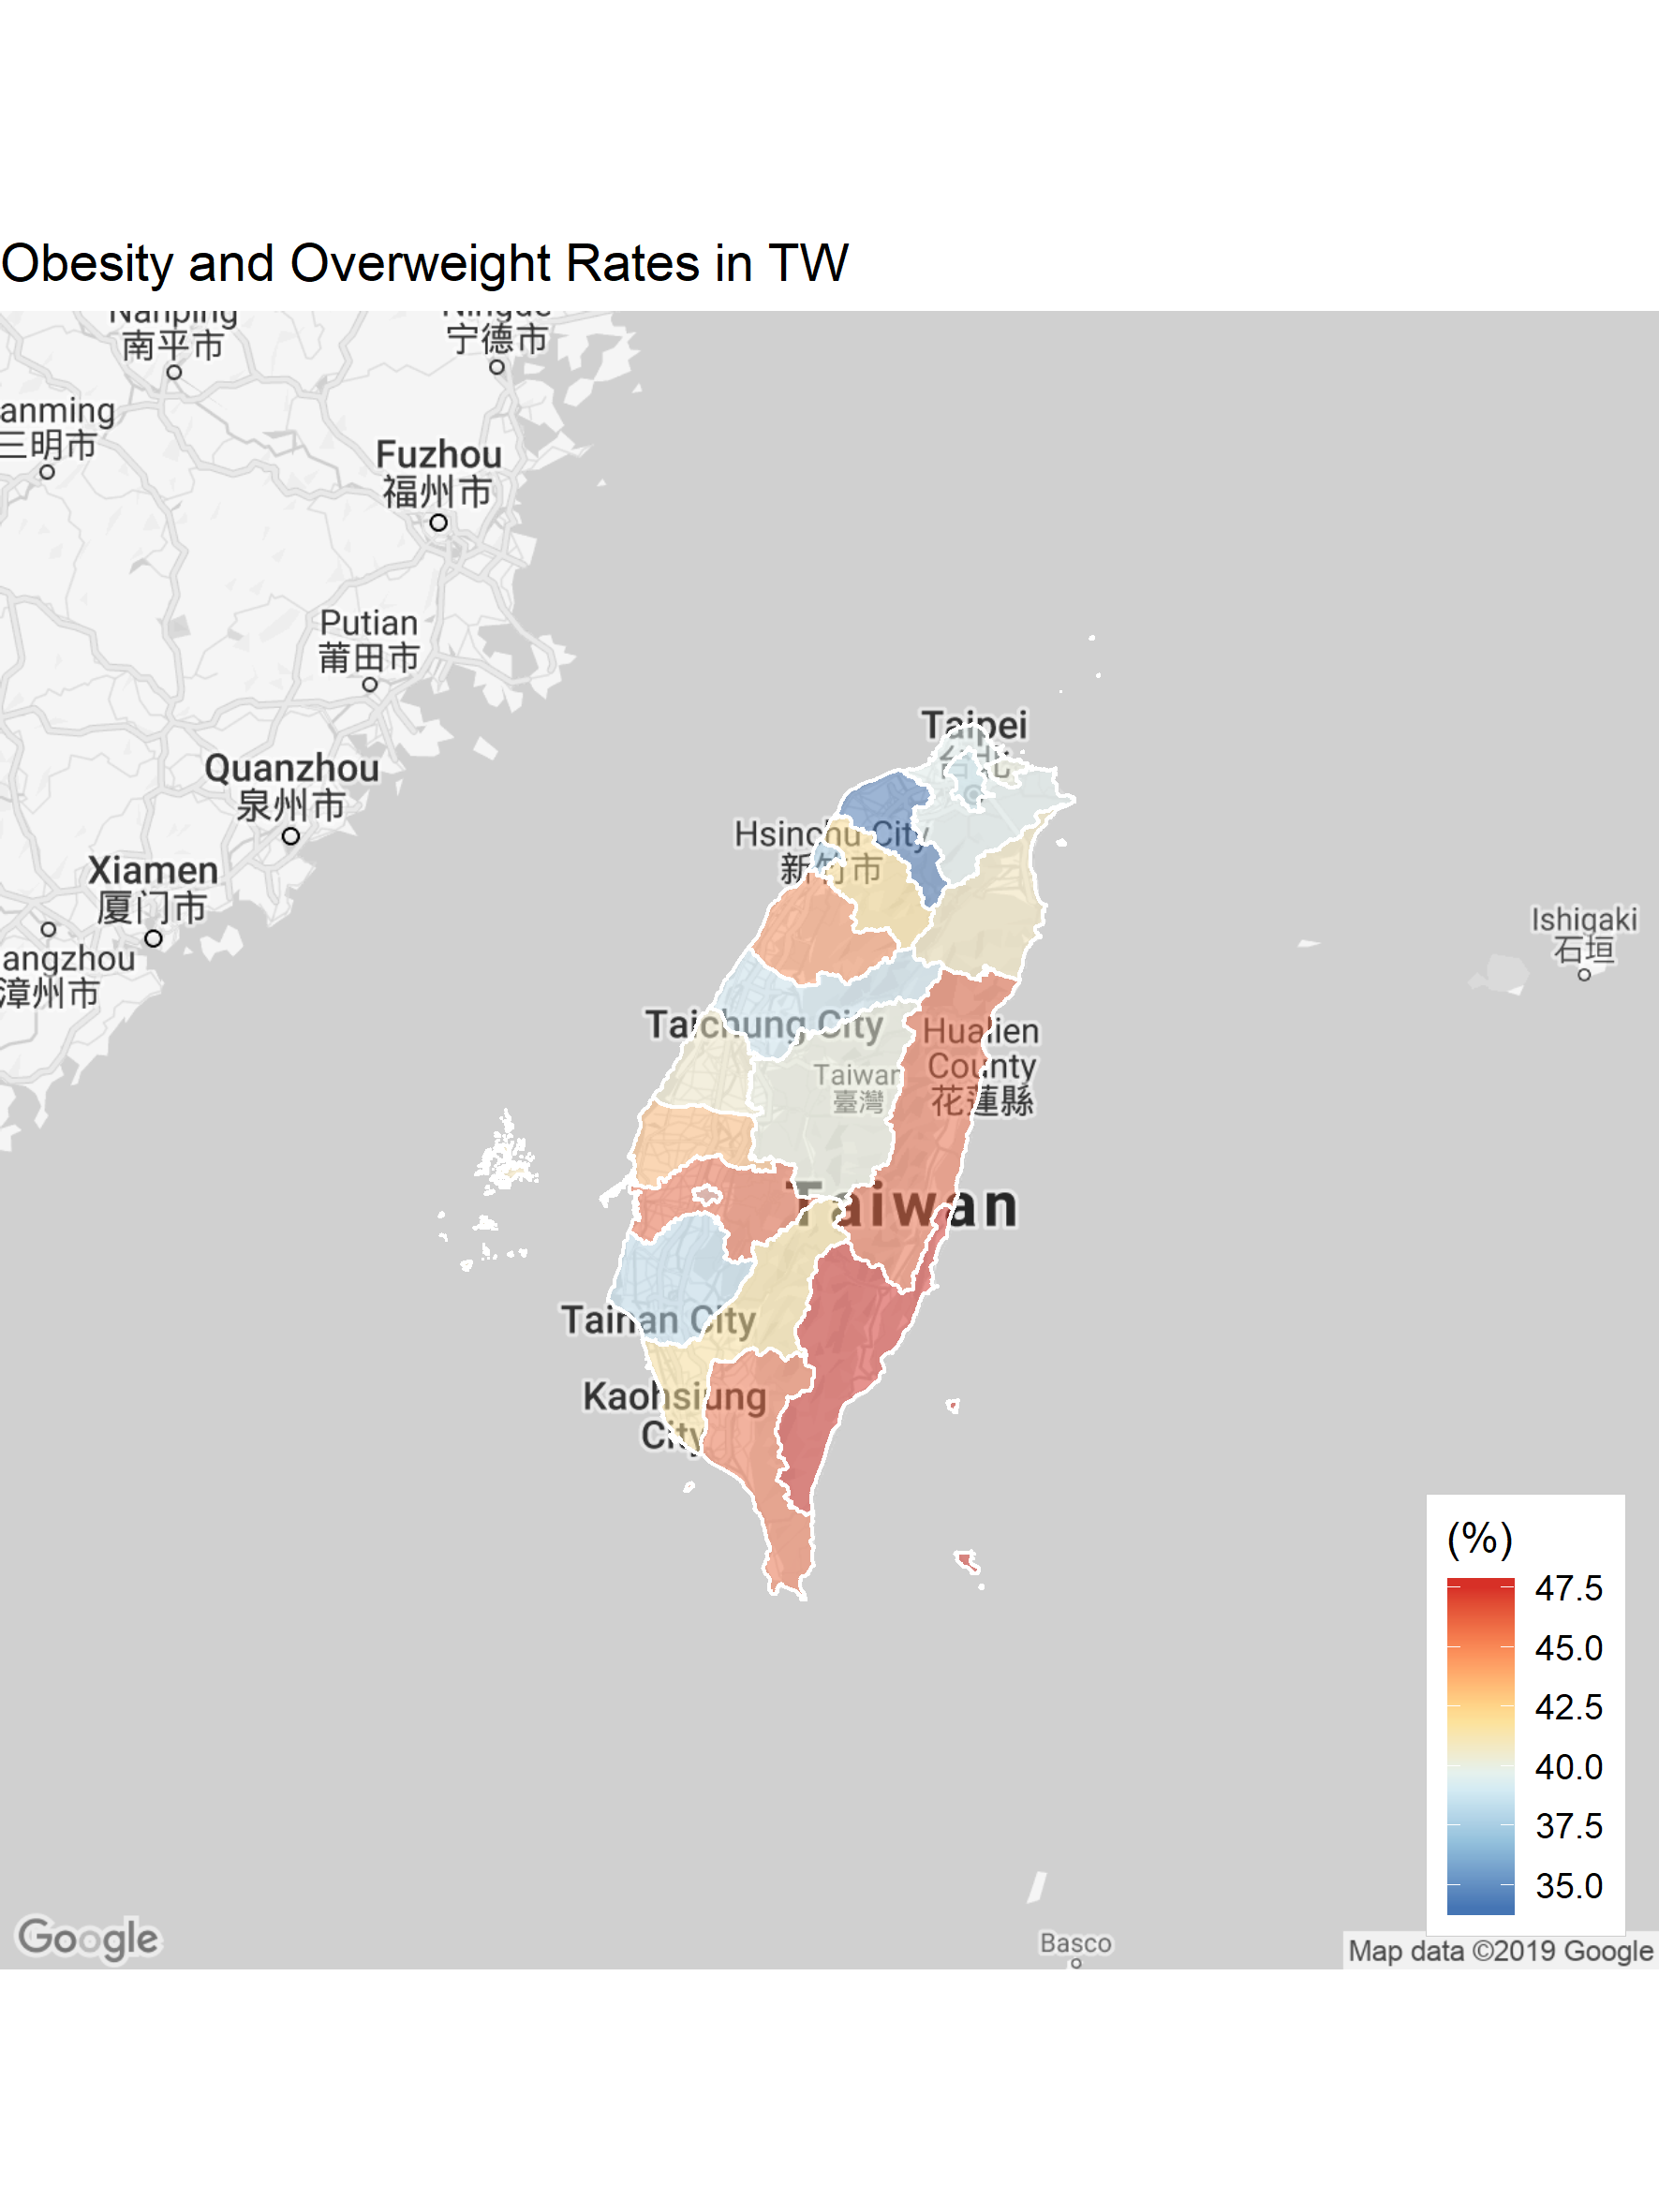 Obesity and Overweight Rates in TW
Nanping
南平市
Ningde
宁德市
anming
三明市
Fuzhou
福州市
Putian
莆田市
Quanzhou
泉州市
Xiamen
厦门市
angzhou
漳州市
Taipei
台北
Hsinchu City
新竹市
Ishigaki
石垣
Taichung City
Hualien
County
花蓮縣
Taiwan
臺灣
Taiwan
Tainan City
Kaohsiung
City
(%)
47.5
45.0
42.5
40.0
37.5
35.0
Basco
Google
Map data ©2019 Google